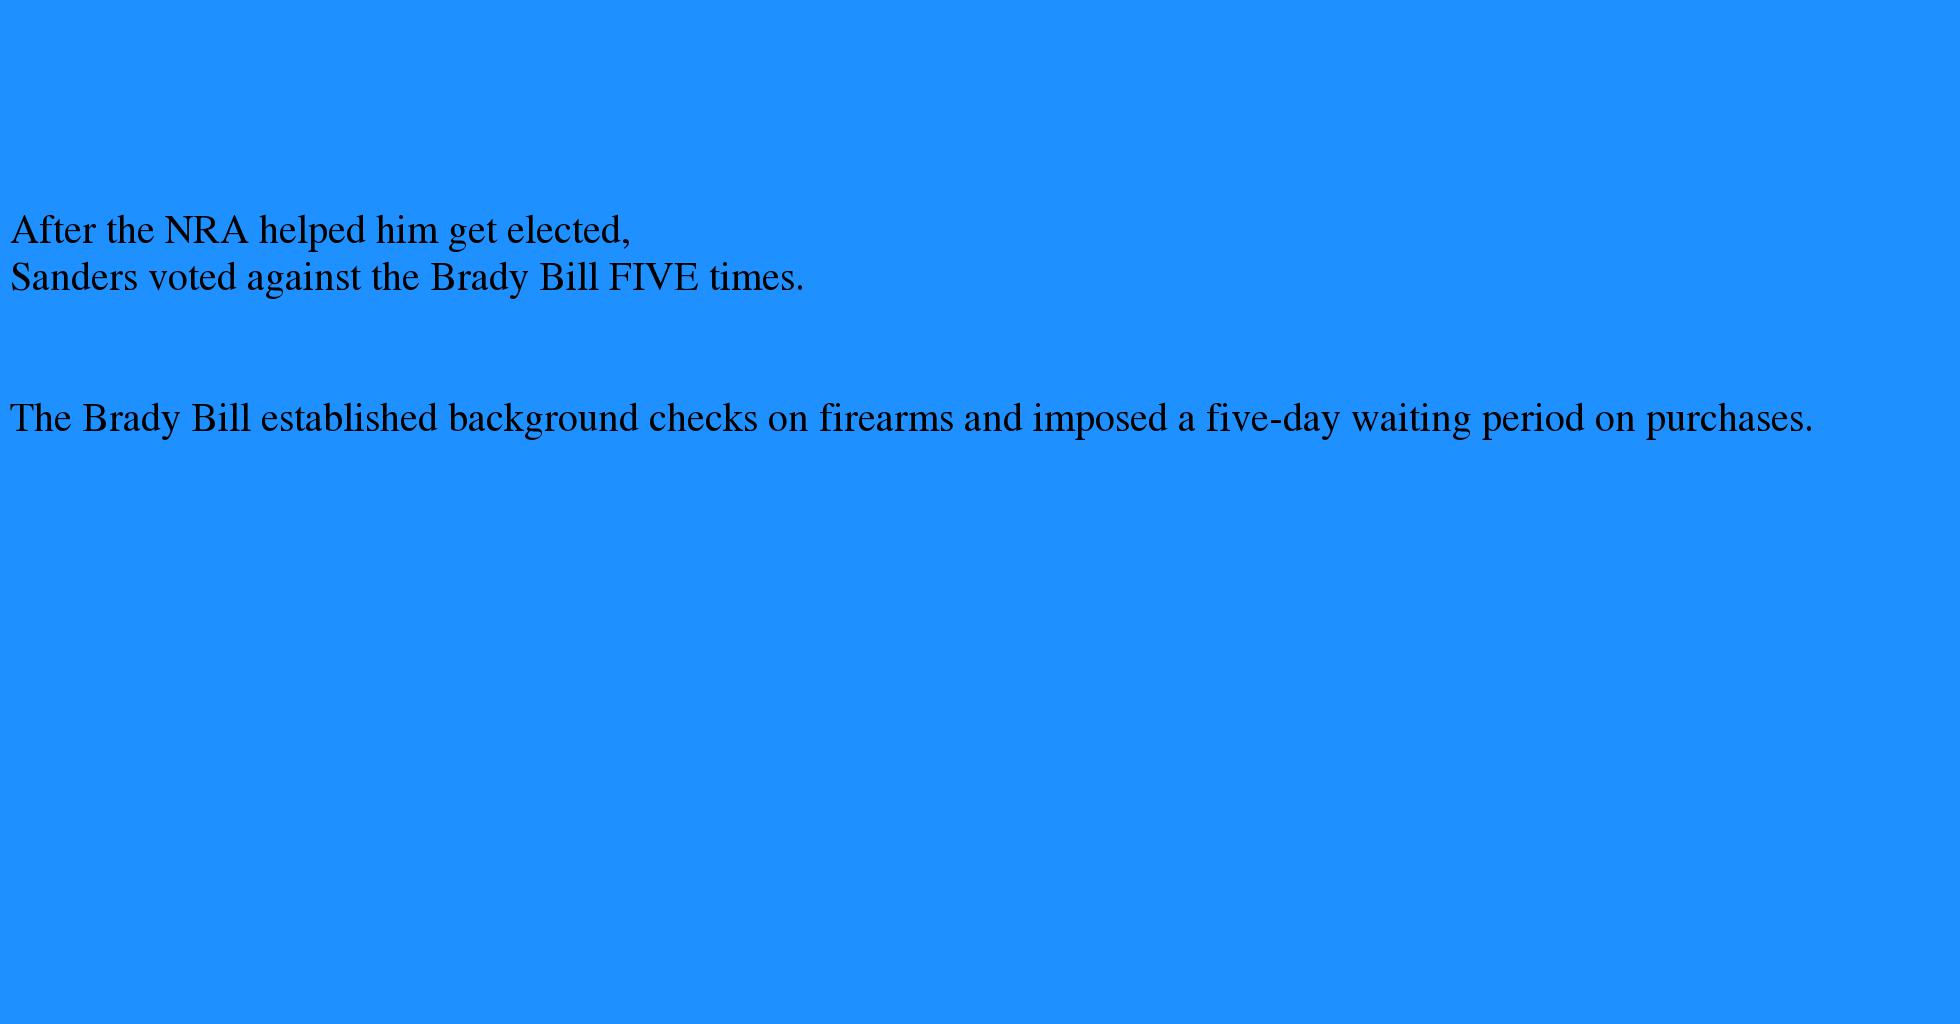 After the NRA helped him get elected,
Sanders voted against the Brady Bill FIVE times.
The Brady Bill established background checks on firearms and imposed a five-day waiting period on purchases.